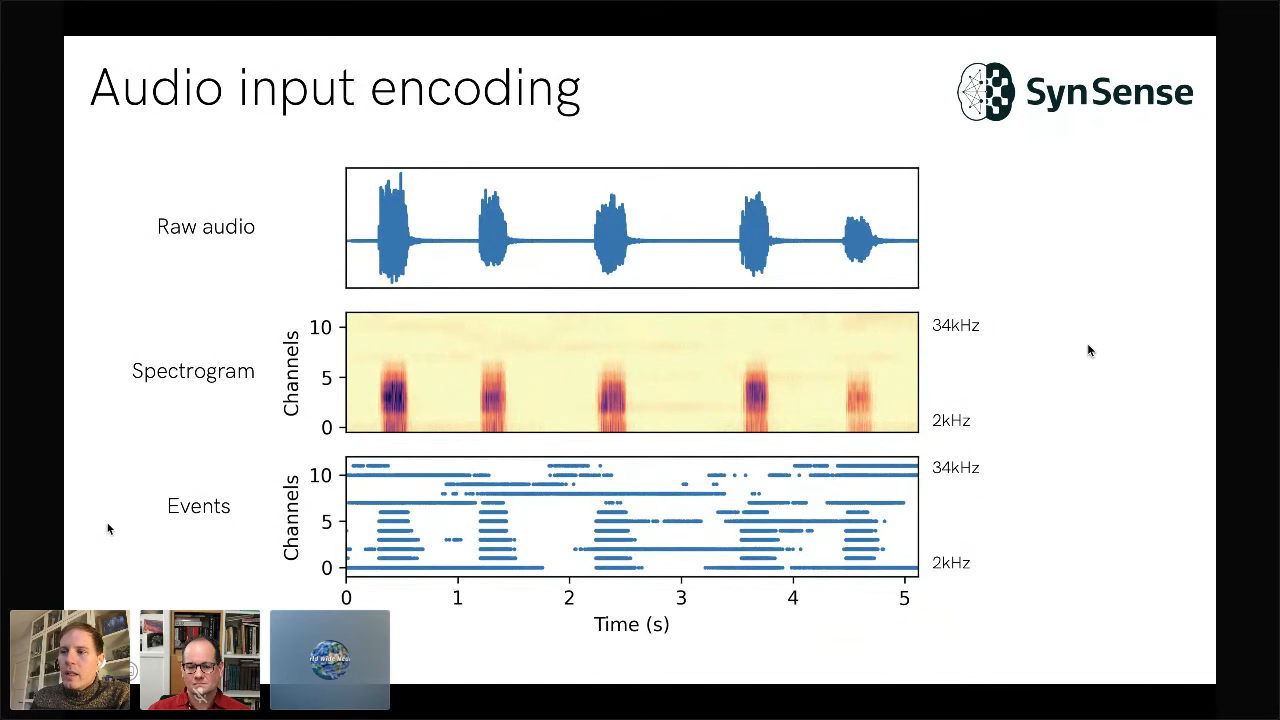 Audio input encoding
SynSense
Raw audio
Spectrogram
Channels
10
5
0
34kHz
2kHz
Events
Channels
10
5
0
34kHz
2kHz
0 1 2 3 4 5
Time (s)